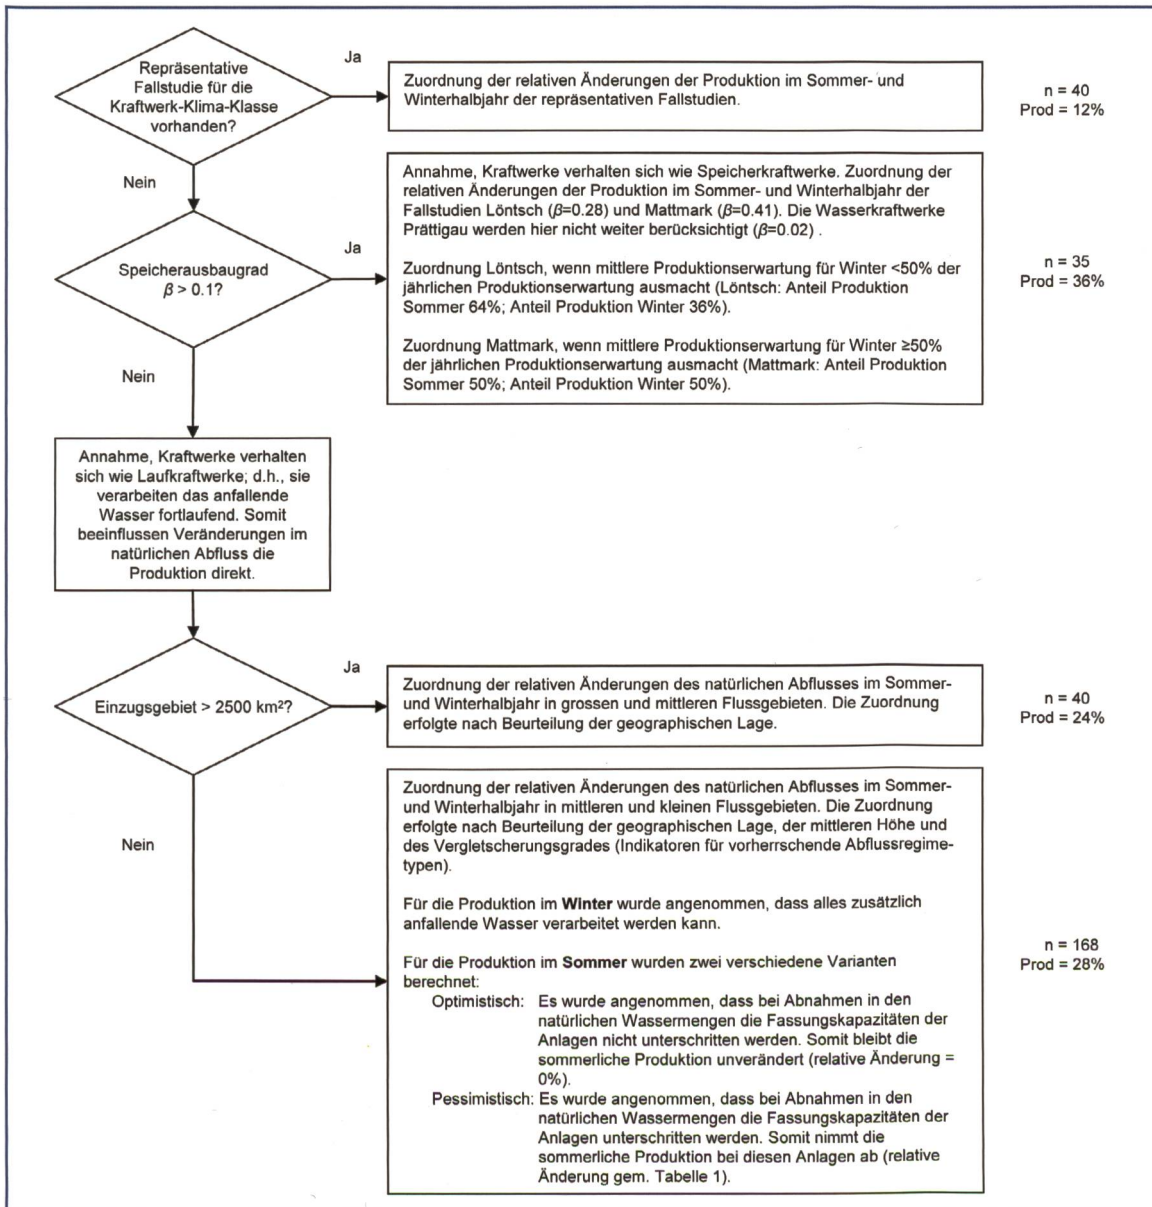 Repräsentative
Fallstudie für die
Kraftwerk-Klima-Klasse
vorhanden?
Ja
Zuordnung der relativen Änderungen der Produktion im Sommer- und
Winterhalbjahr der repräsentativen Fallstudien.
n = 40
Prod = 12%
Nein
Speicherausbaugrad
β > 0.1?
Ja
Annahme, Kraftwerke verhalten sich wie Speicherkraftwerke. Zuordnung der
relativen Änderungen der Produktion im Sommer- und Winterhalbjahr der
Fallstudien Löntsch (β=0.28) und Mattmark (β=0.41). Die Wasserkraftwerke
Prättigau werden hier nicht weiter berücksichtigt (β=0.02) .
Zuordnung Löntsch, wenn mittlere Produktionserwartung für Winter <50% der
jährlichen Produktionserwartung ausmacht (Löntsch: Anteil Produktion
Sommer 64%; Anteil Produktion Winter 36%).
Zuordnung Mattmark, wenn mittlere Produktionserwartung für Winter ≥50%
der jährlichen Produktionserwartung ausmacht (Mattmark: Anteil Produktion
Sommer 50%; Anteil Produktion Winter 50%).
n = 35
Prod = 36%
Nein
Annahme, Kraftwerke verhalten
sich wie Laufkraftwerke; d.h., sie
verarbeiten das anfallende
Wasser fortlaufend. Somit
beeinflussen Veränderungen im
natürlichen Abfluss die
Produktion direkt.
Einzugsgebiet > 2500 km²?
Ja
Zuordnung der relativen Änderungen des natürlichen Abflusses im Sommer-
und Winterhalbjahr in grossen und mittleren Flussgebieten. Die Zuordnung
erfolgte nach Beurteilung der geographischen Lage.
n = 40
Prod = 24%
Nein
Zuordnung der relativen Änderungen des natürlichen Abflusses im Sommer-
und Winterhalbjahr in mittleren und kleinen Flussgebieten. Die Zuordnung
erfolgte nach Beurteilung der geographischen Lage, der mittleren Höhe und
des Vergletscherungsgrades (Indikatoren für vorherrschende Abflussregime-
typen).
Für die Produktion im Winter wurde angenommen, dass alles zusätzlich
anfallende Wasser verarbeitet werden kann.
Für die Produktion im Sommer wurden zwei verschiedene Varianten
berechnet:
Optimistisch: Es wurde angenommen, dass bei Abnahmen in den
natürlichen Wassermengen die Fassungskapazitäten der
Anlagen nicht unterschritten werden. Somit bleibt die
sommerliche Produktion unverändert (relative Änderung =
0%).
Pessimistisch: Es wurde angenommen, dass bei Abnahmen in den
natürlichen Wassermengen die Fassungskapazitäten der
Anlagen unterschritten werden. Somit nimmt die
sommerliche Produktion bei diesen Anlagen ab (relative
Änderung gem. Tabelle 1).
n = 168
Prod = 28%